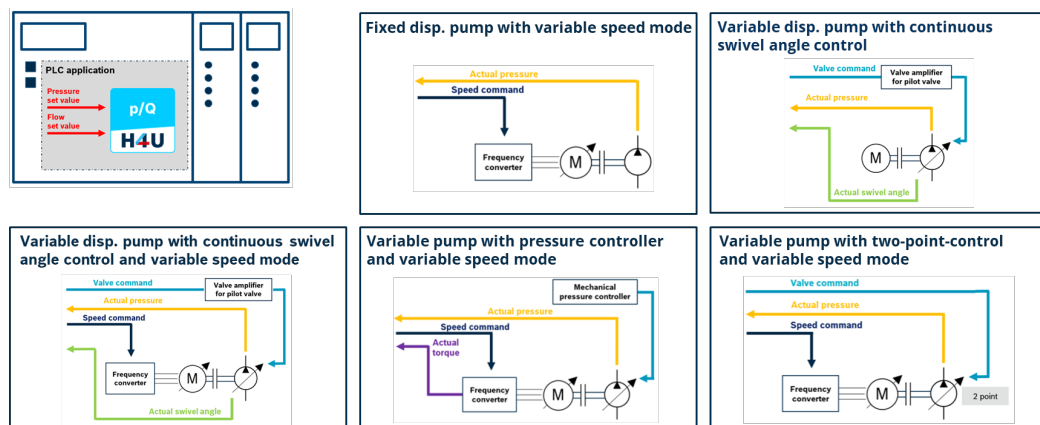 PLC application
Pressure
set value
Flow
set value
p/Q
H4U
Fixed disp. pump with variable speed mode
Actual pressure
Speed command
Frequency
converter
M
Variable disp. pump with continuous
swivel angle control
Valve command
Valve amplifier
for pilot valve
Actual pressure
M
Actual swivel angle
Variable disp. pump with continuous swivel
angle control and variable speed mode
Valve command
Valve amplifier
for pilot valve
Actual pressure
Speed command
Frequency
converter
M
Actual swivel angle
Variable pump with pressure controller
and variable speed mode
Mechanical
pressure controller
Actual pressure
Speed command
Actual
torque
Frequency
converter
M
Variable pump with two-point-control
and variable speed mode
Valve command
Actual pressure
Speed command
Frequency
converter
M
2 point